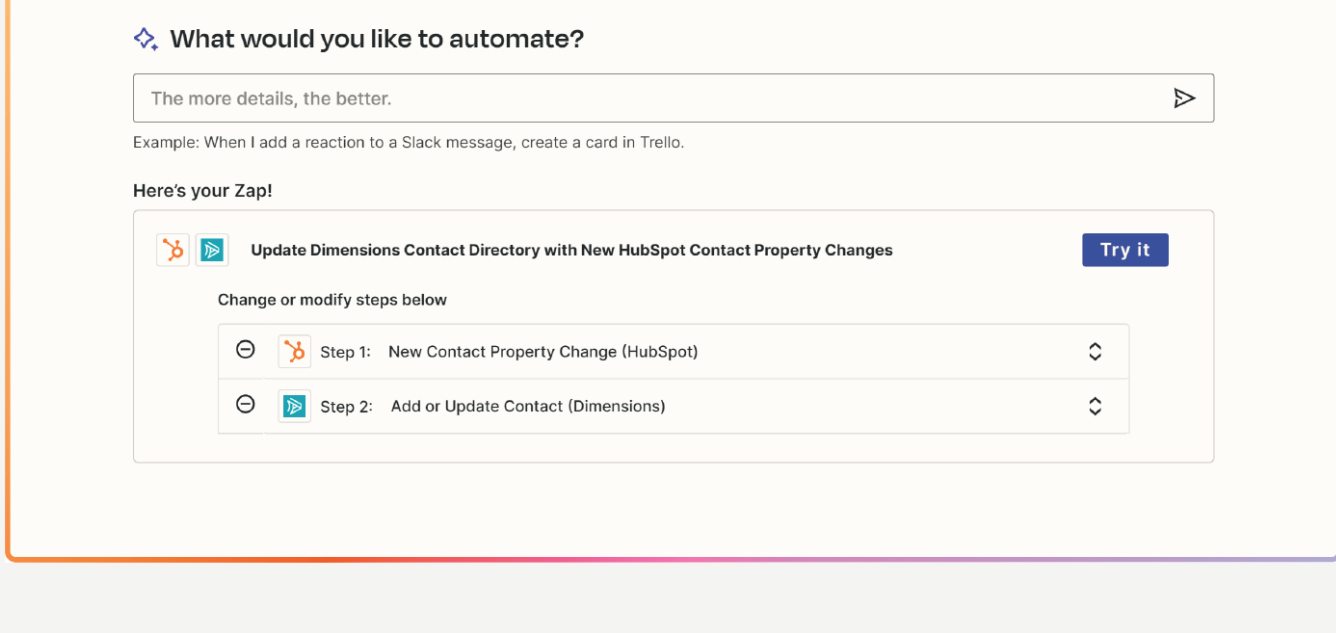 What would you like to automate?
The more details, the better.
Example: When I add a reaction to a Slack message, create a card in Trello.
Here's your Zap!
Update Dimensions Contact Directory with New HubSpot Contact Property Changes
Try it
Change or modify steps below
Step 1: New Contact Property Change (HubSpot)
Step 2: Add or Update Contact (Dimensions)